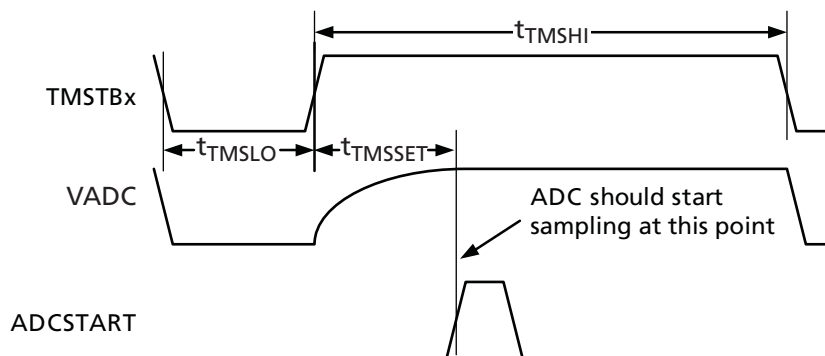 tTMSHI
TMSTBx
tTMSLO tTMSSET
VADC
ADC should start
sampling at this point
ADCSTART